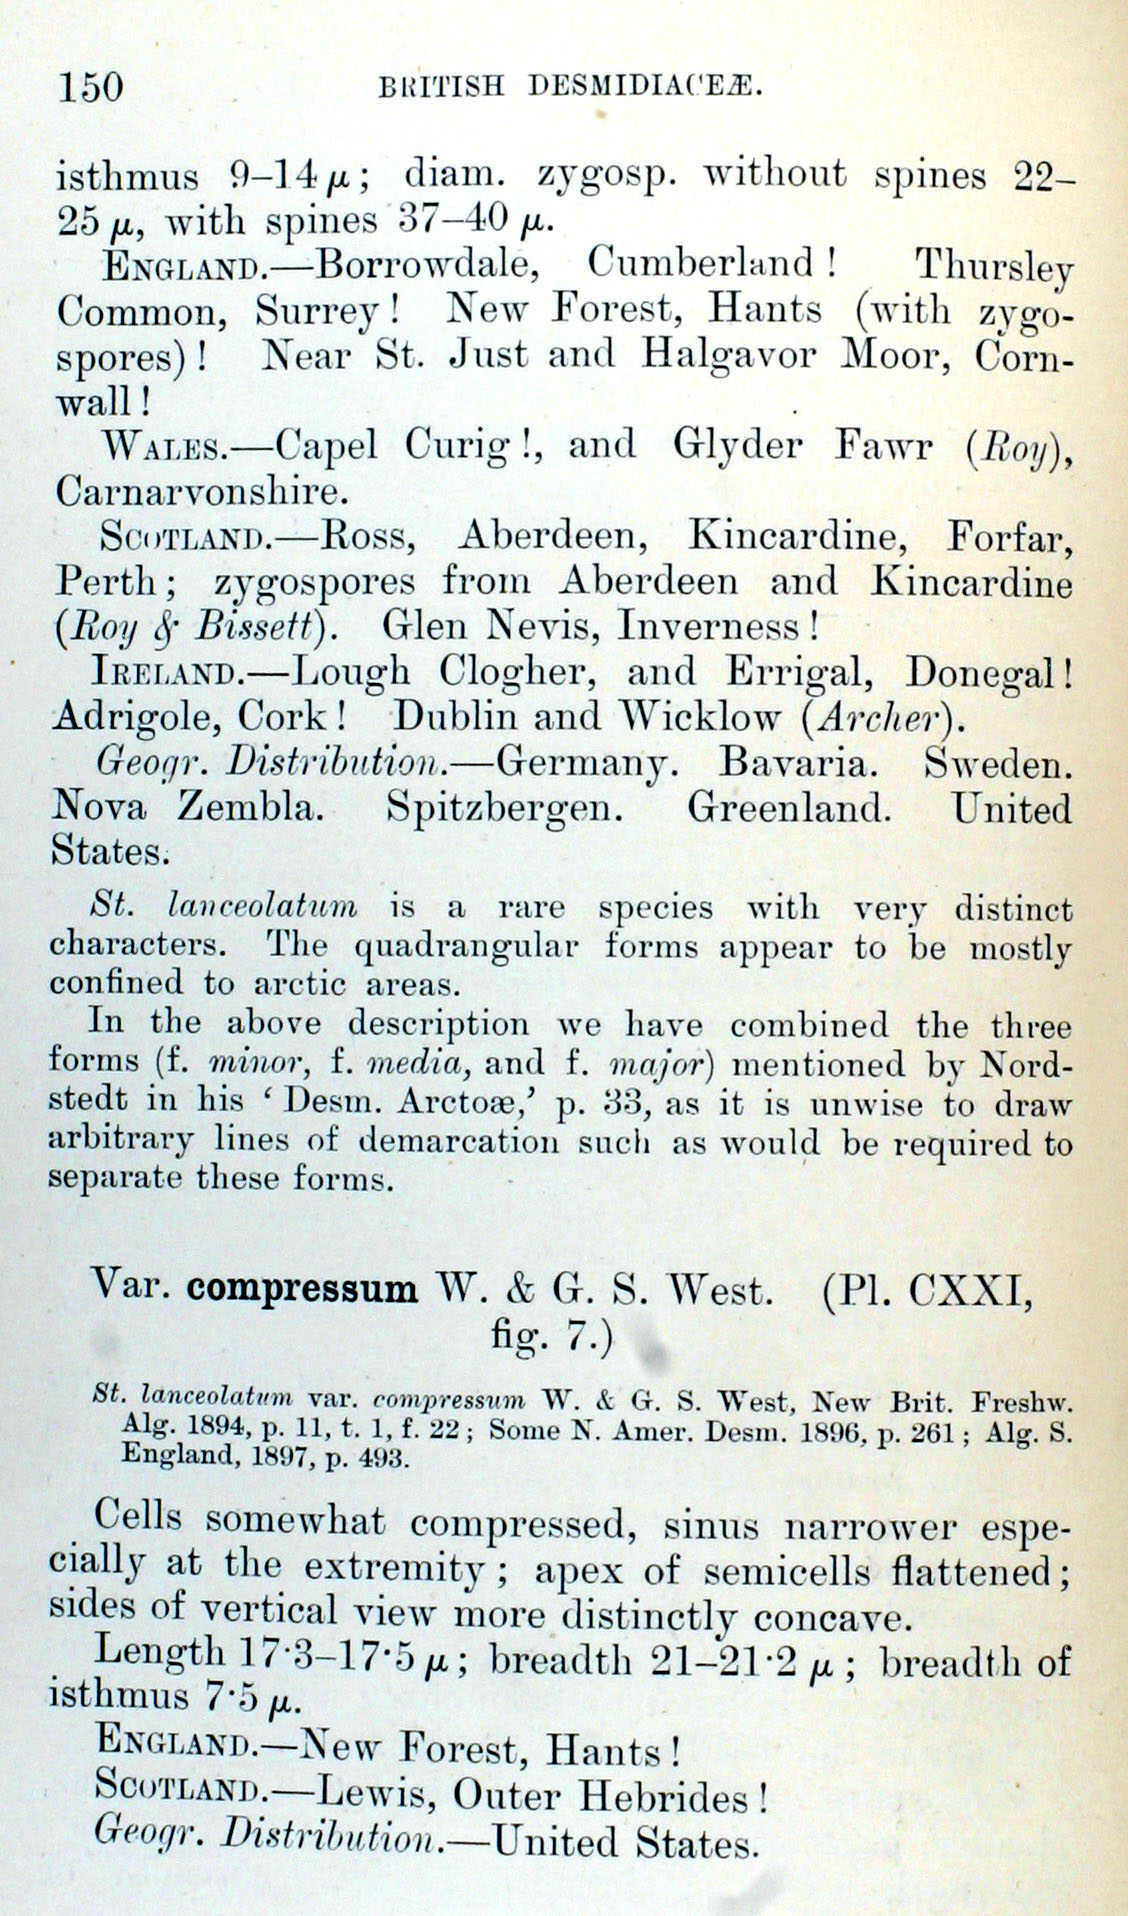 150 BRITISH DESMIDIACEÆ.
isthmus 9–14 µ; diam. zygosp. without spines 22–
25 µ, with spines 37–40 µ.
ENGLAND.—Borrowdale, Cumberland! Thursley
Common, Surrey! New Forest, Hants (with zygo-
spores)! Near St. Just and Halgavor Moor, Corn-
wall!
WALES.—Capel Curig!, and Glyder Fawr (Roy),
Carnarvonshire.
SCOTLAND.—Ross, Aberdeen, Kincardine, Forfar,
Perth; zygospores from Aberdeen and Kincardine
(Roy & Bissett). Glen Nevis, Inverness!
IRELAND.—Lough Clogher, and Errigal, Donegal!
Adrigole, Cork! Dublin and Wicklow (Archer).
Geogr. Distribution.—Germany. Bavaria. Sweden.
Nova Zembla. Spitzbergen. Greenland. United
States.
St. lanceolatum is a rare species with very distinct
characters. The quadrangular forms appear to be mostly
confined to arctic areas.
In the above description we have combined the three
forms (f. minor, f. media, and f. major) mentioned by Nord-
stedt in his ‘Desm. Arctoæ,’ p. 33, as it is unwise to draw
arbitrary lines of demarcation such as would be required to
separate these forms.
Var. compressum W. & G. S. West. (Pl. CXXI,
fig. 7.)
St. lanceolatum var. compressum W. & G. S. West, New Brit. Freshw.
Alg. 1894, p. 11, t. 1, f. 22; Some N. Amer. Desm. 1896, p. 261; Alg. S.
England, 1897, p. 493.
Cells somewhat compressed, sinus narrower espe-
cially at the extremity; apex of semicells flattened;
sides of vertical view more distinctly concave.
Length 17·3–17·5 µ; breadth 21–21·2 µ; breadth of
isthmus 7·5 µ.
ENGLAND.—New Forest, Hants!
SCOTLAND.—Lewis, Outer Hebrides!
Geogr. Distribution.—United States.